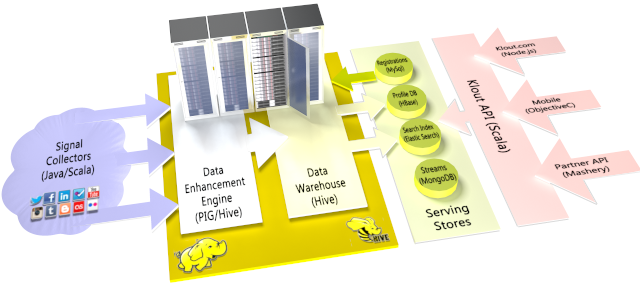 Signal
Collectors
(Java/Scala)
Data
Enhancement
Engine
(PIG/Hive)
Data
Warehouse
(Hive)
HIVE
Registrations
(MySql)
Profile DB
(HBase)
Search Index
(Elastic Search)
Streams
(MongoDB)
Serving
Stores
Klout API (Scala)
Klout.com
(Node.js)
Mobile
(ObjectiveC)
Partner API
(Mashery)